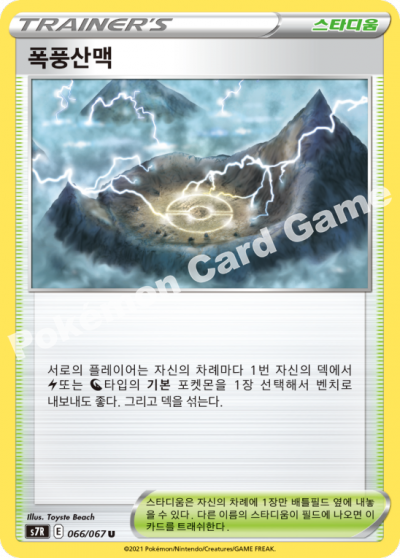 TRAINER'S 스타디움
폭풍산맥
Pokémon Card Game
서로의 플레이어는 자신의 차례마다 1번 자신의 덱에서
또는 타입의 기본 포켓몬을 1장 선택해서 벤치로
내보내도 좋다. 그리고 덱을 섞는다.
Illus. Toyste Beach
s7R E 066/067 U
스타디움은 자신의 차례에 1장만 배틀필드 옆에 내놓
을 수 있다. 다른 이름의 스타디움이 필드에 나오면 이
카드를 트래쉬한다.
©2021 Pokémon/Nintendo/Creatures/GAME FREAK.